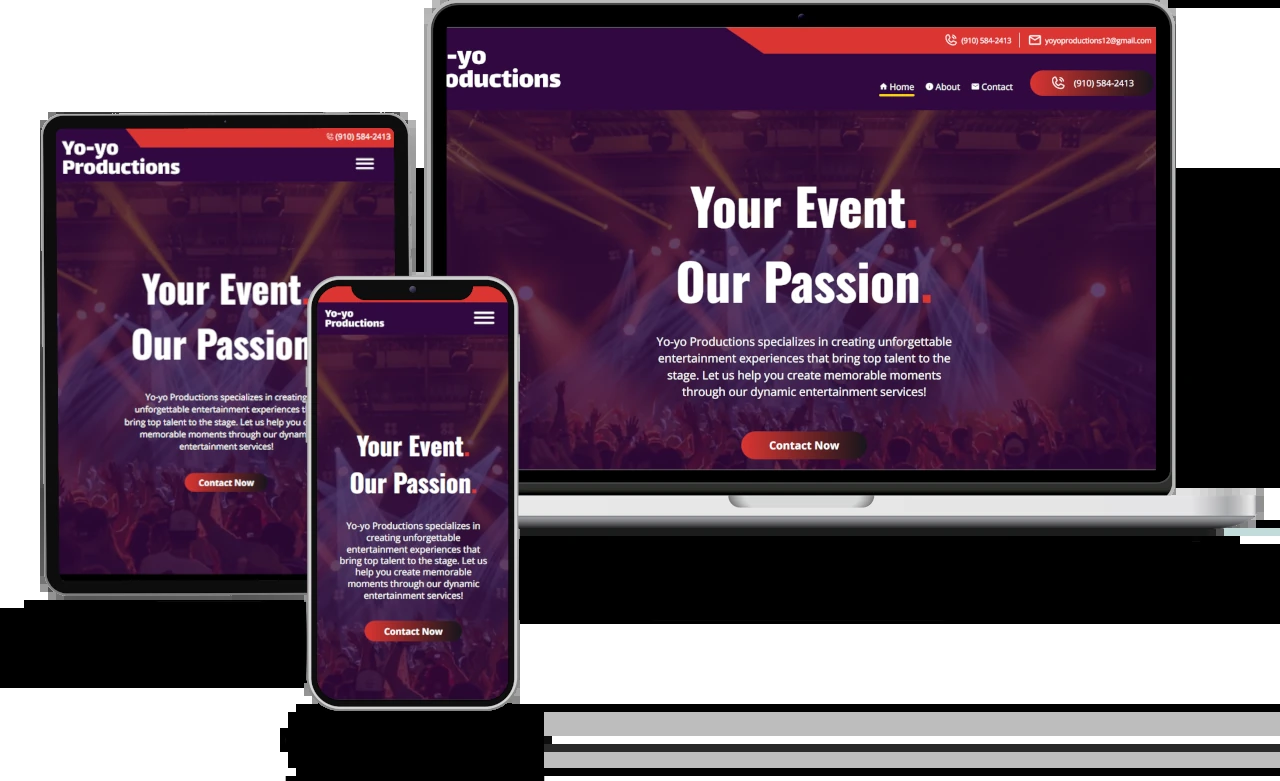 (910) 584-2413
yoyoproductions12@gmail.com
-yo
oductions
Home
About
Contact
(910) 584-2413
Your Event.
Our Passion.
Yo-yo Productions specializes in creating unforgettable
entertainment experiences that bring top talent to the
stage. Let us help you create memorable moments
through our dynamic entertainment services!
Contact Now
(910) 584-2413
Yo-yo
Productions
Your Event.
Our Passion
Yo-yo Productions specializes in creating
unforgettable entertainment experiences t
bring top talent to the stage. Let us help you c
memorable moments through our dynam
entertainment services!
Contact Now
Yo-yo
Productions
Your Event.
Our Passion.
Yo-yo Productions specializes in
creating unforgettable
entertainment experiences that
bring top talent to the stage. Let us
help you create memorable
moments through our dynamic
entertainment services!
Contact Now